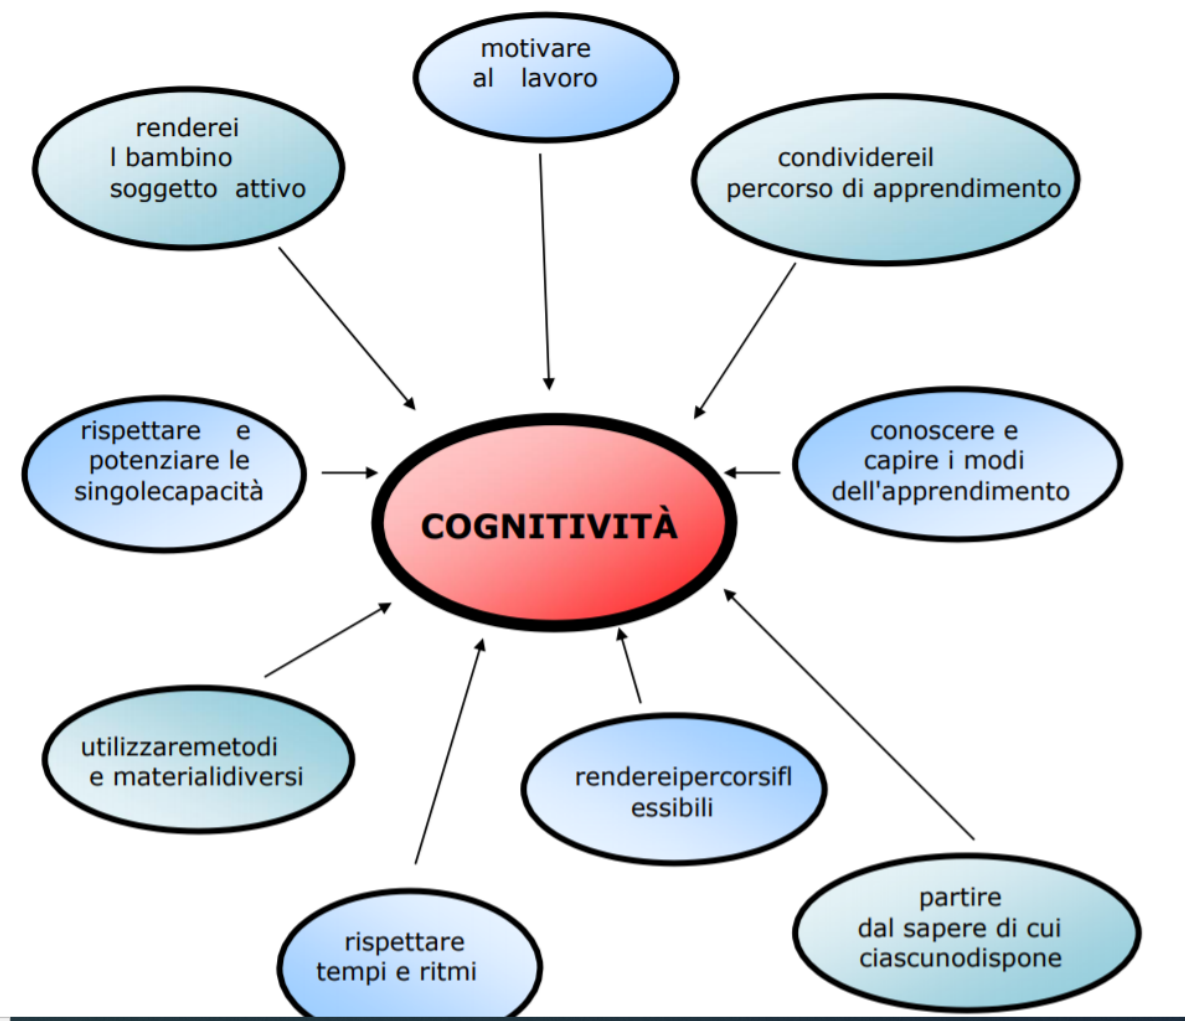 motivare
al lavoro
renderei
l bambino
soggetto attivo
condividereil
percorso di apprendimento
rispettare e
potenziare le
singolecapacità
conoscere e
capire i modi
dell'apprendimento
COGNITIVITÀ
utilizzaremetodi
e materialidiversi
rendereipercorsifl
essibili
rispettare
tempi e ritmi
partire
dal sapere di cui
ciascunodispone